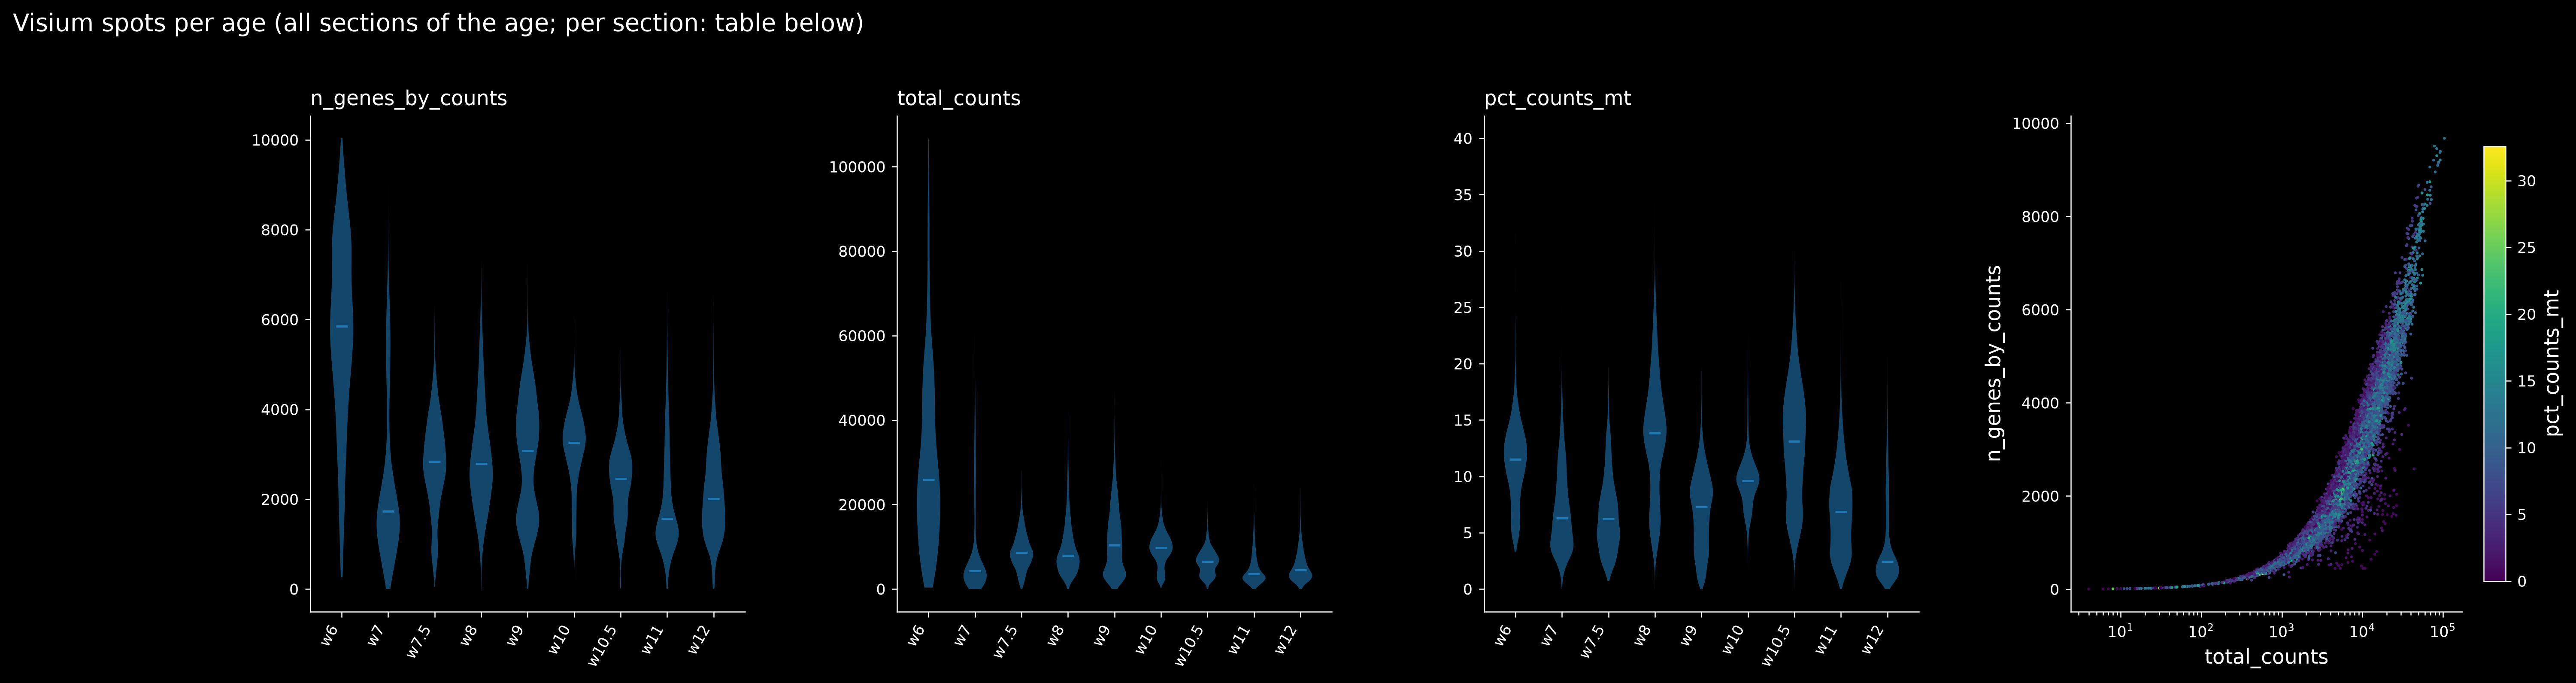 Visium spots per age (all sections of the age; per section: table below)
n_genes_by_counts
10000
8000
6000
4000
2000
0
w6
w7
w7.5
w8
w9
w10
w10.5
w11
w12
total_counts
100000
80000
60000
40000
20000
0
w6
w7
w7.5
w8
w9
w10
w10.5
w11
w12
pct_counts_mt
40
35
30
25
20
15
10
5
0
w6
w7
w7.5
w8
w9
w10
w10.5
w11
w12
n_genes_by_counts
10000
8000
6000
4000
2000
0
10¹
10²
10³
10⁴
10⁵
total_counts
30
25
20
15
10
5
0
pct_counts_mt